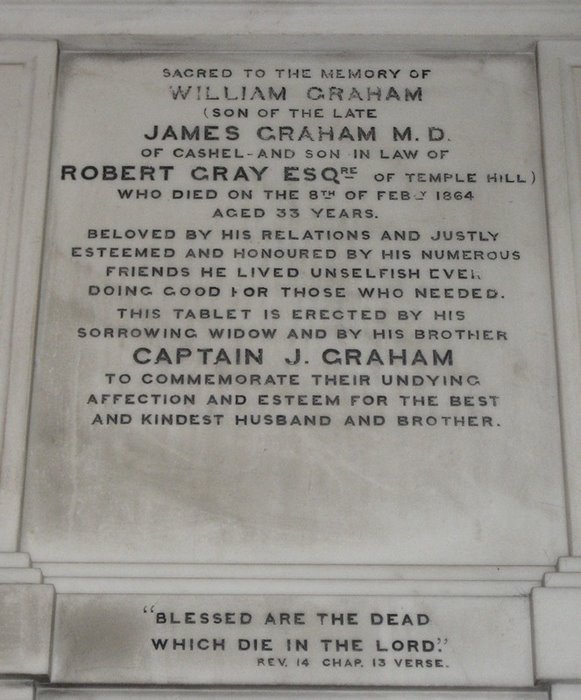 SACRED TO THE MEMORY OF
WILLIAM GRAHAM
(SON OF THE LATE
JAMES GRAHAM M.D.
OF CASHEL-AND SON IN LAW OF
ROBERT GRAY ESQRE OF TEMPLE HILL)
WHO DIED ON THE 8TH OF FEBY 1864
AGED 33 YEARS.
BELOVED BY HIS RELATIONS AND JUSTLY
ESTEEMED AND HONOURED BY HIS NUMEROUS
FRIENDS HE LIVED UNSELFISH EVER
DOING GOOD FOR THOSE WHO NEEDED.
THIS TABLET IS ERECTED BY HIS
SORROWING WIDOW AND BY HIS BROTHER
CAPTAIN J. GRAHAM
TO COMMEMORATE THEIR UNDYING
AFFECTION AND ESTEEM FOR THE BEST
AND KINDEST HUSBAND AND BROTHER.
"BLESSED ARE THE DEAD
WHICH DIE IN THE LORD."
REV. 14 CHAP. 13 VERSE.